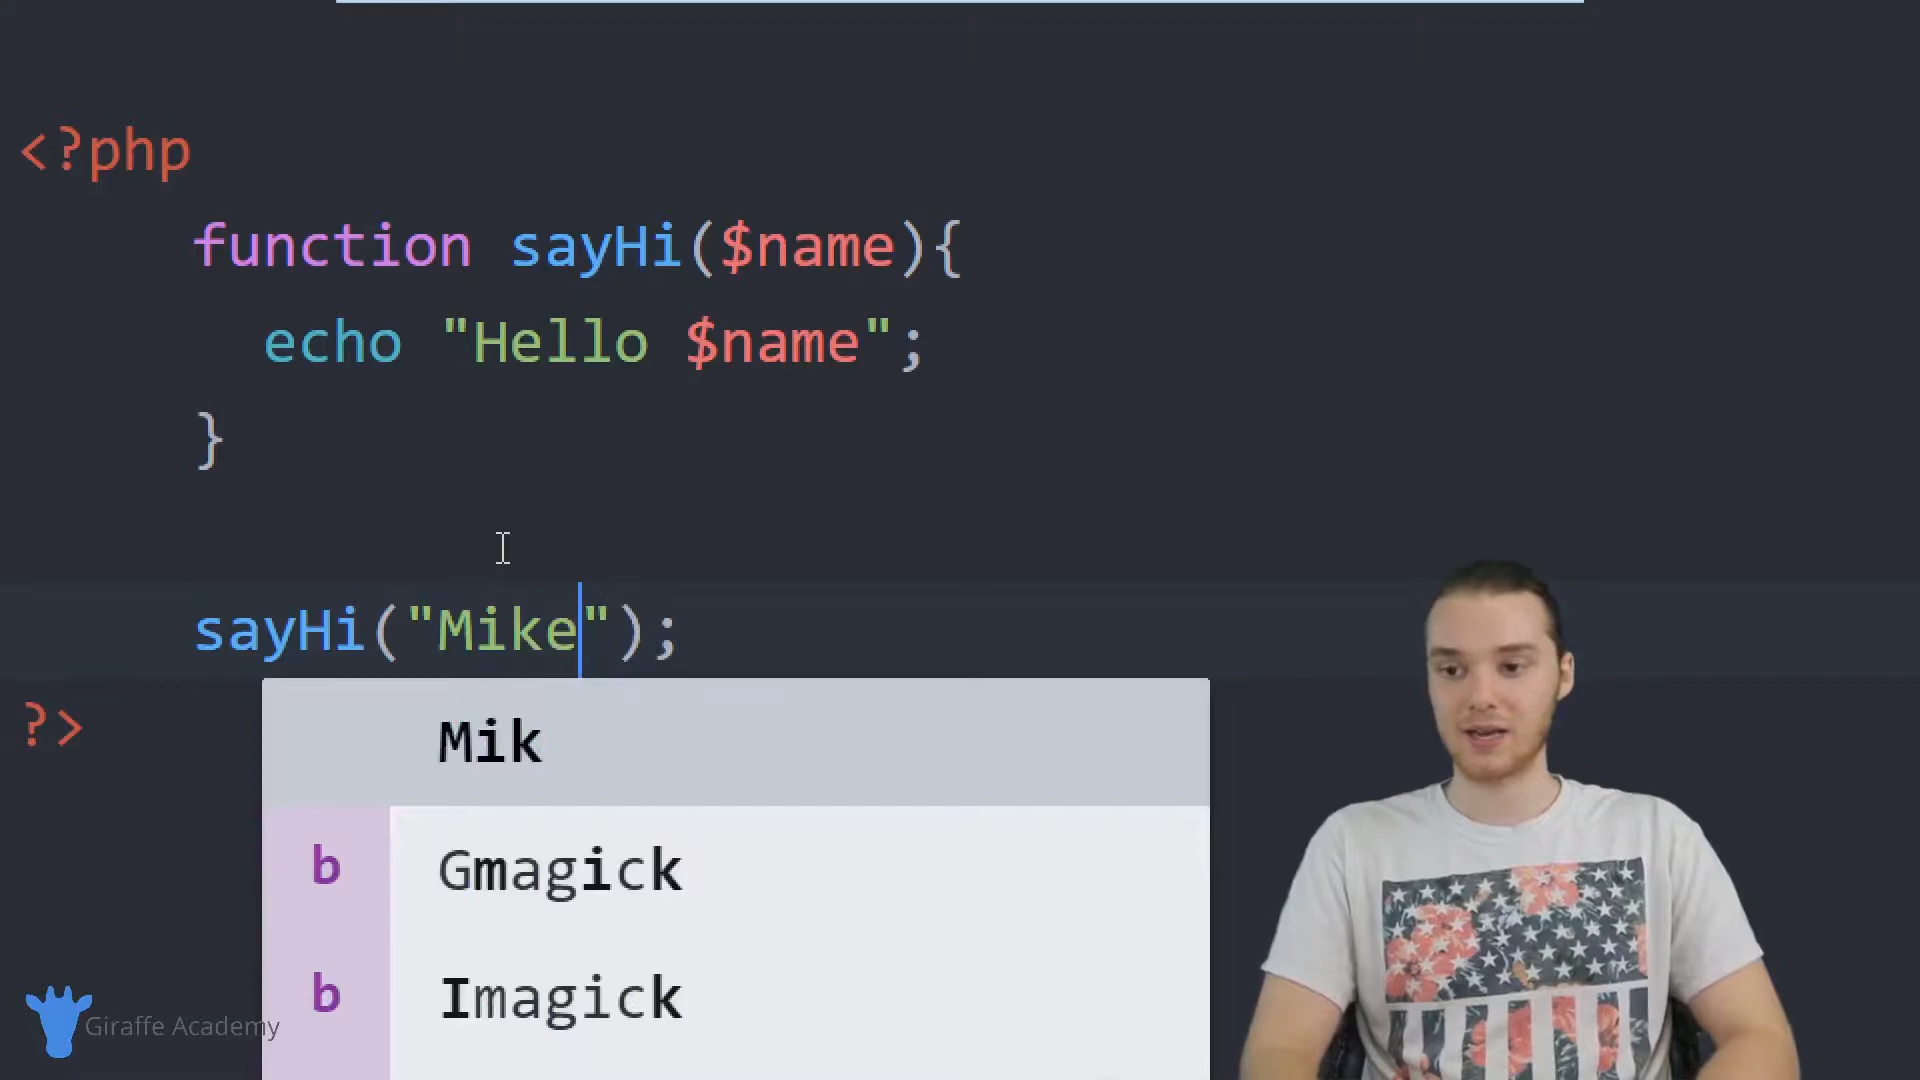 <?php
function sayHi($name){
echo "Hello $name";
}
sayHi("Mike");
?>
Mik
b Gmagick
b Imagick
Giraffe Academy